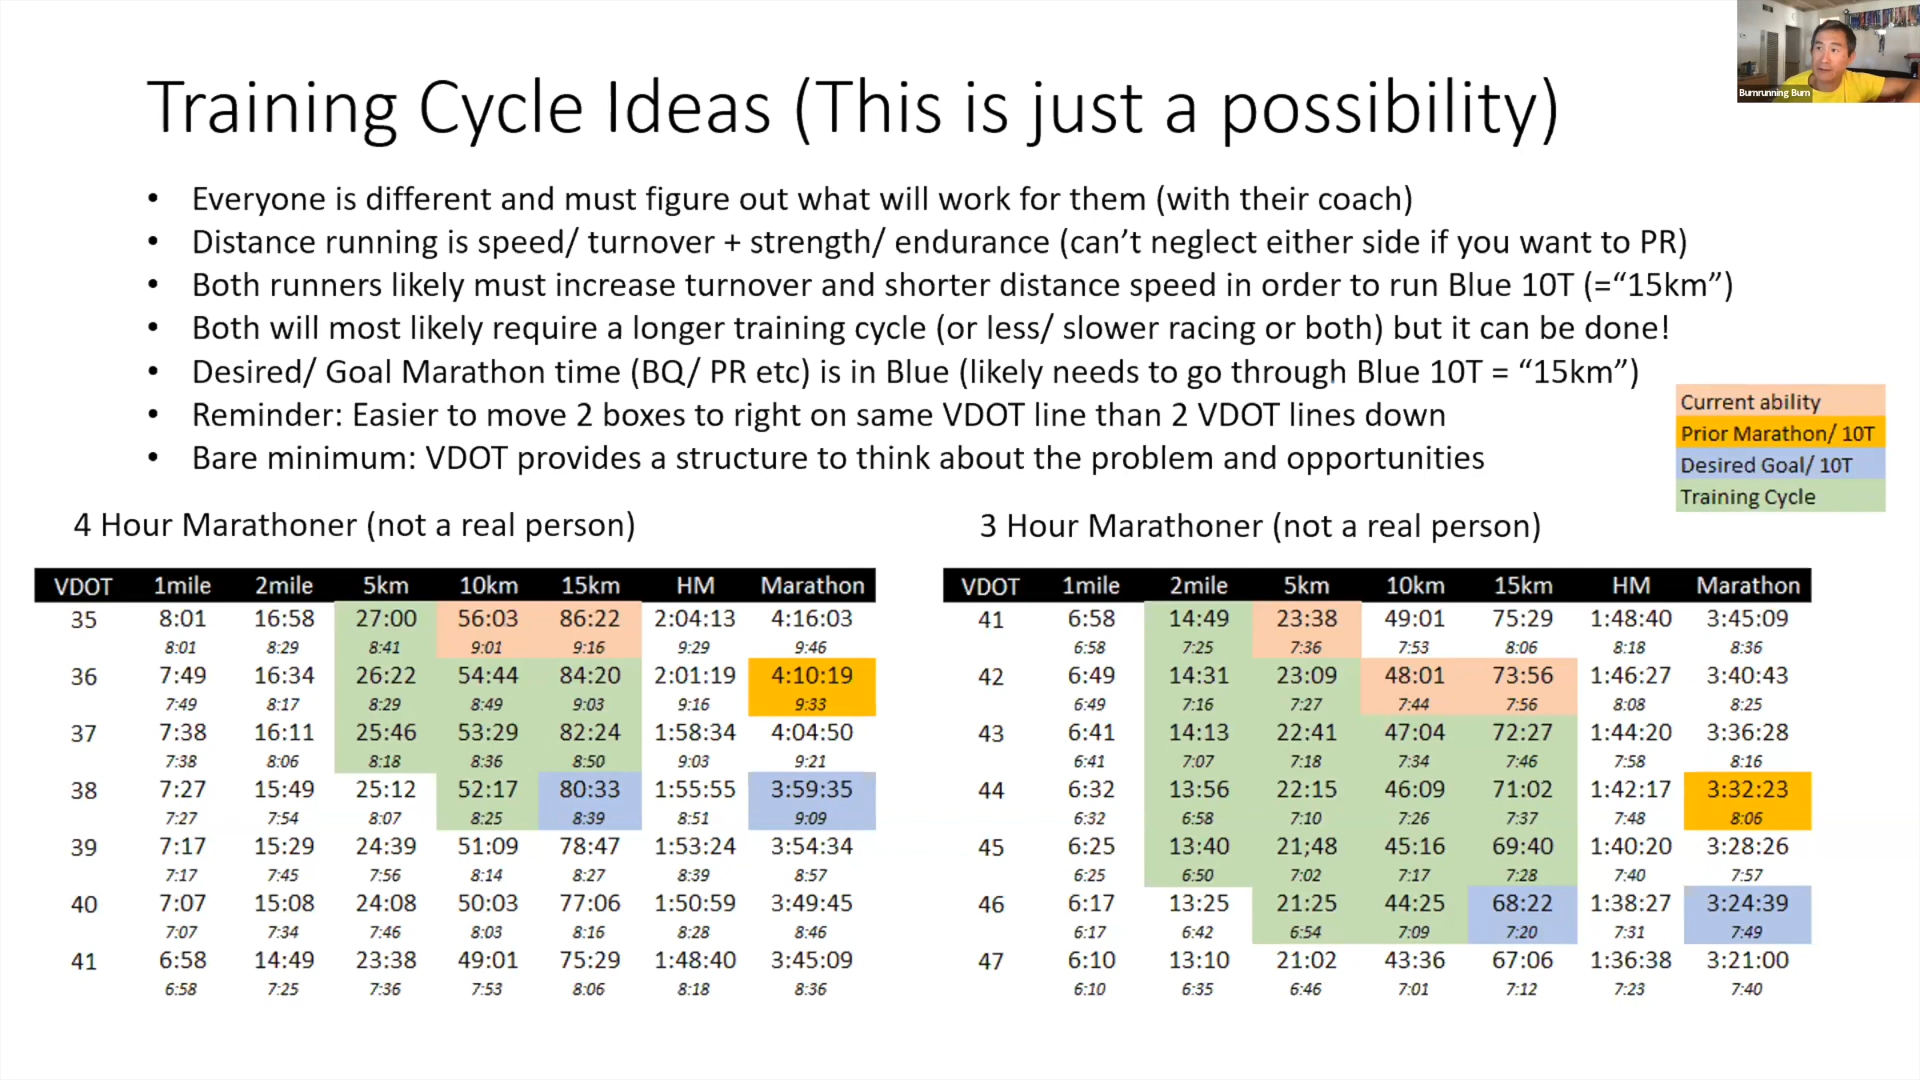 Training Cycle Ideas (This is just a possibility)
Burnrunning Burn
• Everyone is different and must figure out what will work for them (with their coach)
• Distance running is speed/ turnover + strength/ endurance (can’t neglect either side if you want to PR)
• Both runners likely must increase turnover and shorter distance speed in order to run Blue 10T (=“15km”)
• Both will most likely require a longer training cycle (or less/ slower racing or both) but it can be done!
• Desired/ Goal Marathon time (BQ/ PR etc) is in Blue (likely needs to go through Blue 10T = “15km”)
• Reminder: Easier to move 2 boxes to right on same VDOT line than 2 VDOT lines down
• Bare minimum: VDOT provides a structure to think about the problem and opportunities
Current ability
Prior Marathon/ 10T
Desired Goal/ 10T
Training Cycle
4 Hour Marathoner (not a real person)
VDOT 1mile 2mile 5km 10km 15km HM Marathon
35 8:01 16:58 27:00 56:03 86:22 2:04:13 4:16:03
8:01 8:29 8:41 9:01 9:16 9:29 9:46
36 7:49 16:34 26:22 54:44 84:20 2:01:19 4:10:19
7:49 8:17 8:29 8:49 9:03 9:16 9:33
37 7:38 16:11 25:46 53:29 82:24 1:58:34 4:04:50
7:38 8:06 8:18 8:36 8:50 9:03 9:21
38 7:27 15:49 25:12 52:17 80:33 1:55:55 3:59:35
7:27 7:54 8:07 8:25 8:39 8:51 9:09
39 7:17 15:29 24:39 51:09 78:47 1:53:24 3:54:34
7:17 7:45 7:56 8:14 8:27 8:39 8:57
40 7:07 15:08 24:08 50:03 77:06 1:50:59 3:49:45
7:07 7:34 7:46 8:03 8:16 8:28 8:46
41 6:58 14:49 23:38 49:01 75:29 1:48:40 3:45:09
6:58 7:25 7:36 7:53 8:06 8:18 8:36
3 Hour Marathoner (not a real person)
VDOT 1mile 2mile 5km 10km 15km HM Marathon
41 6:58 14:49 23:38 49:01 75:29 1:48:40 3:45:09
6:58 7:25 7:36 7:53 8:06 8:18 8:36
42 6:49 14:31 23:09 48:01 73:56 1:46:27 3:40:43
6:49 7:16 7:27 7:44 7:56 8:08 8:25
43 6:41 14:13 22:41 47:04 72:27 1:44:20 3:36:28
6:41 7:07 7:18 7:34 7:46 7:58 8:16
44 6:32 13:56 22:15 46:09 71:02 1:42:17 3:32:23
6:32 6:58 7:10 7:26 7:37 7:48 8:06
45 6:25 13:40 21;48 45:16 69:40 1:40:20 3:28:26
6:25 6:50 7:02 7:17 7:28 7:40 7:57
46 6:17 13:25 21:25 44:25 68:22 1:38:27 3:24:39
6:17 6:42 6:54 7:09 7:20 7:31 7:49
47 6:10 13:10 21:02 43:36 67:06 1:36:38 3:21:00
6:10 6:35 6:46 7:01 7:12 7:23 7:40